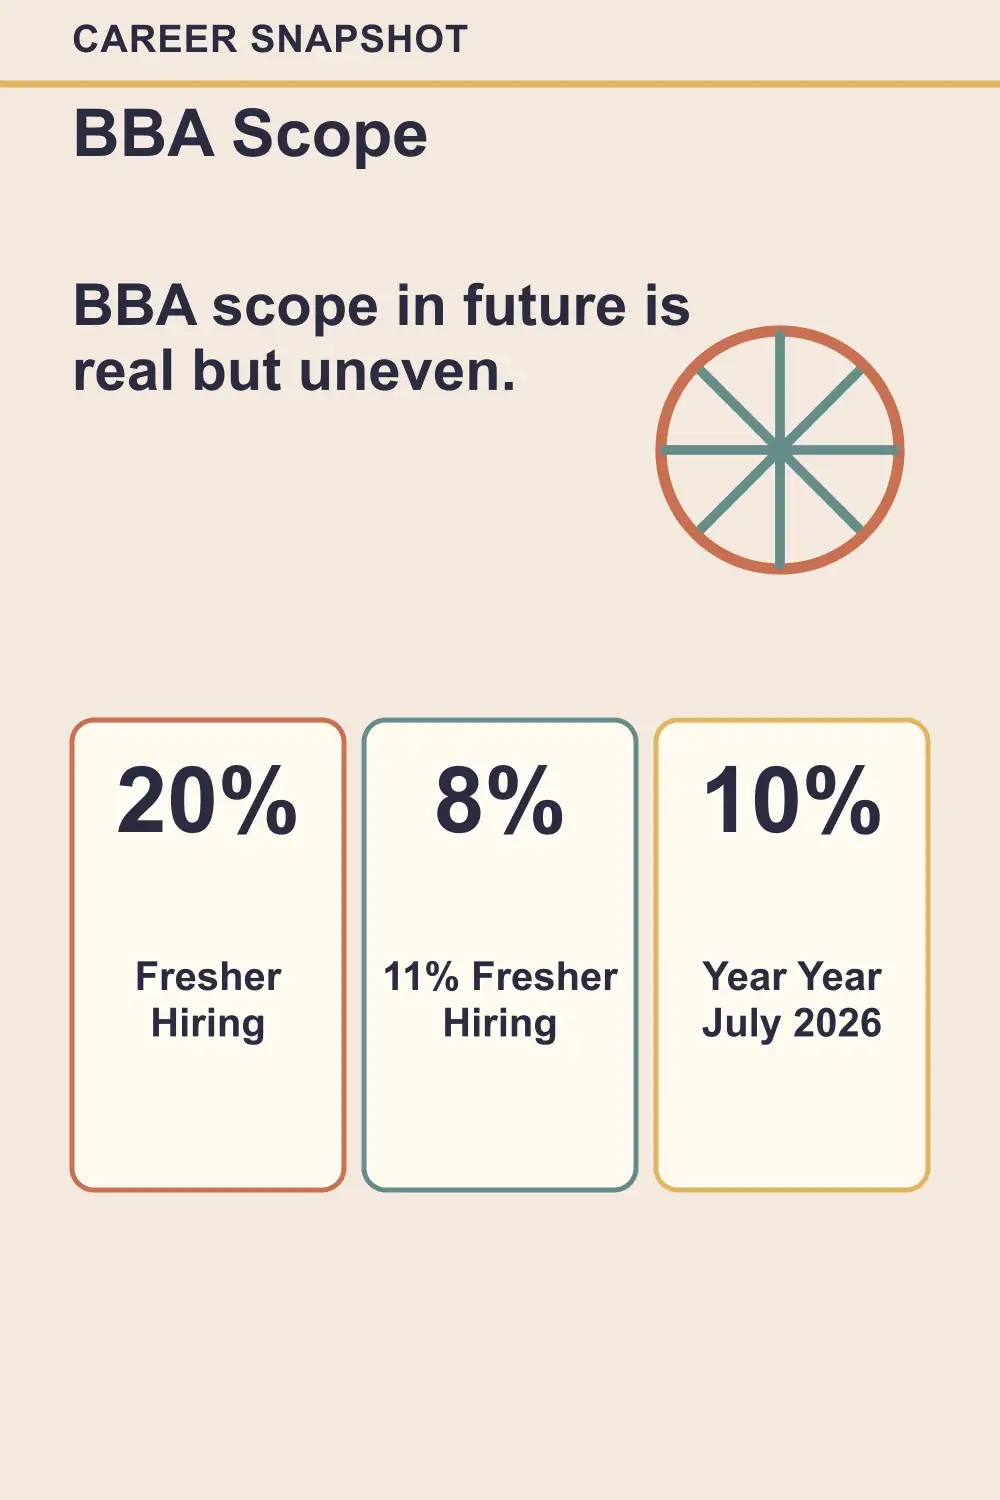 CAREER SNAPSHOT
BBA Scope
BBA scope in future is
real but uneven.
20%
Fresher
Hiring
8%
11% Fresher
Hiring
10%
Year Year
July 2026